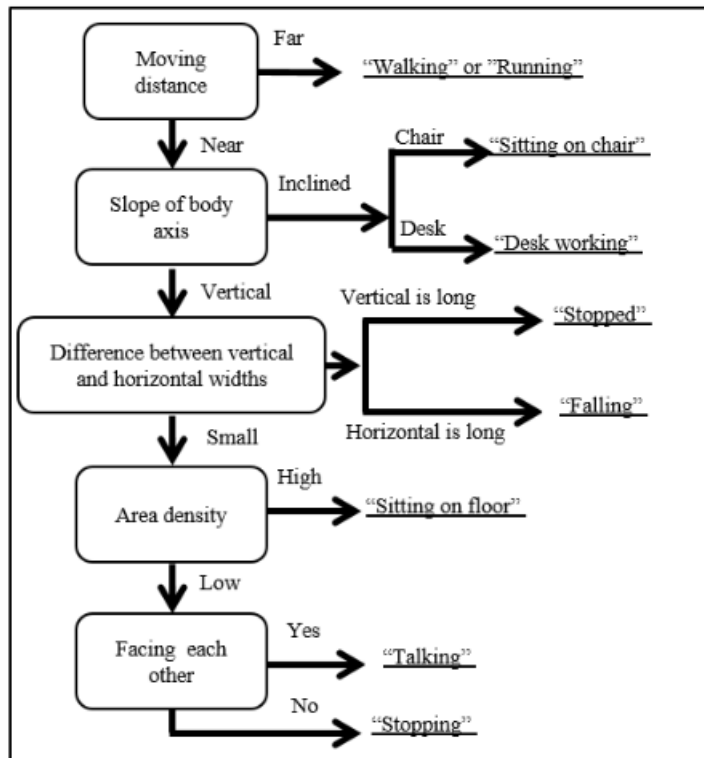 Far
Moving
distance
“Walking” or ”Running”
Near
Chair
“Sitting on chair”
Inclined
Slope of body
axis
Desk
“Desk working”
Vertical
Vertical is long
“Stopped”
Difference between vertical
and horizontal widths
“Falling”
Small
Horizontal is long
High
Area density
“Sitting on floor”
Low
Yes
Facing each
other
“Talking”
No
“Stopping”